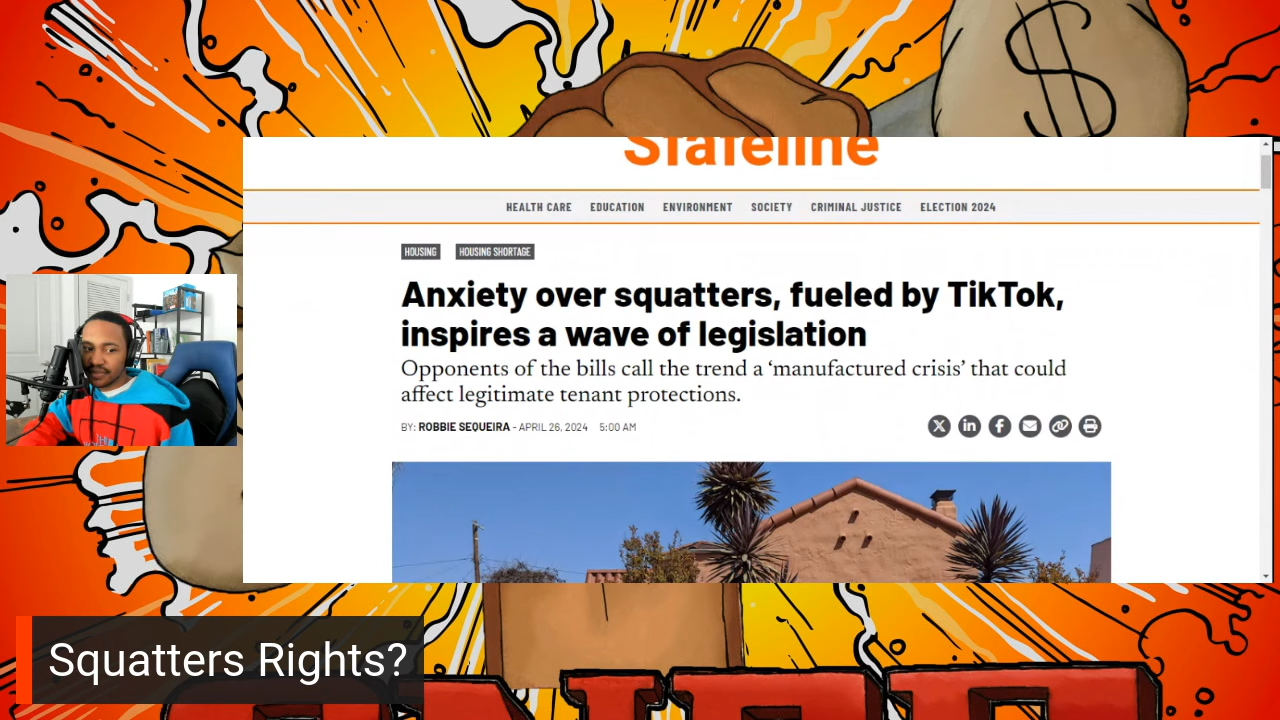 Stateline
HEALTH CARE EDUCATION ENVIRONMENT SOCIETY CRIMINAL JUSTICE ELECTION 2024
HOUSING HOUSING SHORTAGE
Anxiety over squatters, fueled by TikTok,
inspires a wave of legislation
Opponents of the bills call the trend a ‘manufactured crisis’ that could
affect legitimate tenant protections.
BY: ROBBIE SEQUEIRA - APRIL 26, 2024 5:00 AM
$
Squatters Rights?